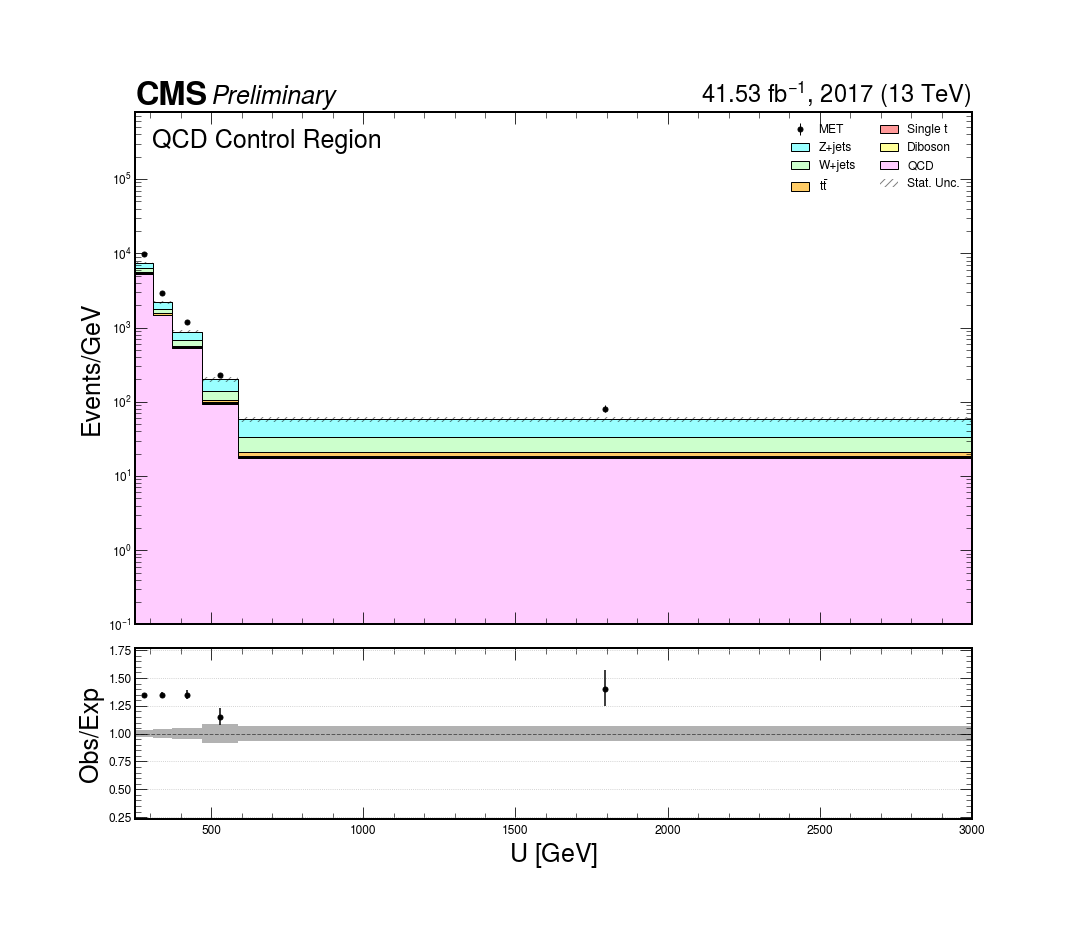 CMS Preliminary
41.53 fb⁻¹, 2017 (13 TeV)
QCD Control Region
MET
Z+jets
W+jets
tt̄
Single t
Diboson
QCD
Stat. Unc.
Events/GeV
10⁵
10⁴
10³
10²
10¹
10⁰
10⁻¹
Obs/Exp
1.75
1.50
1.25
1.00
0.75
0.50
0.25
500 1000 1500 2000 2500 3000
U [GeV]